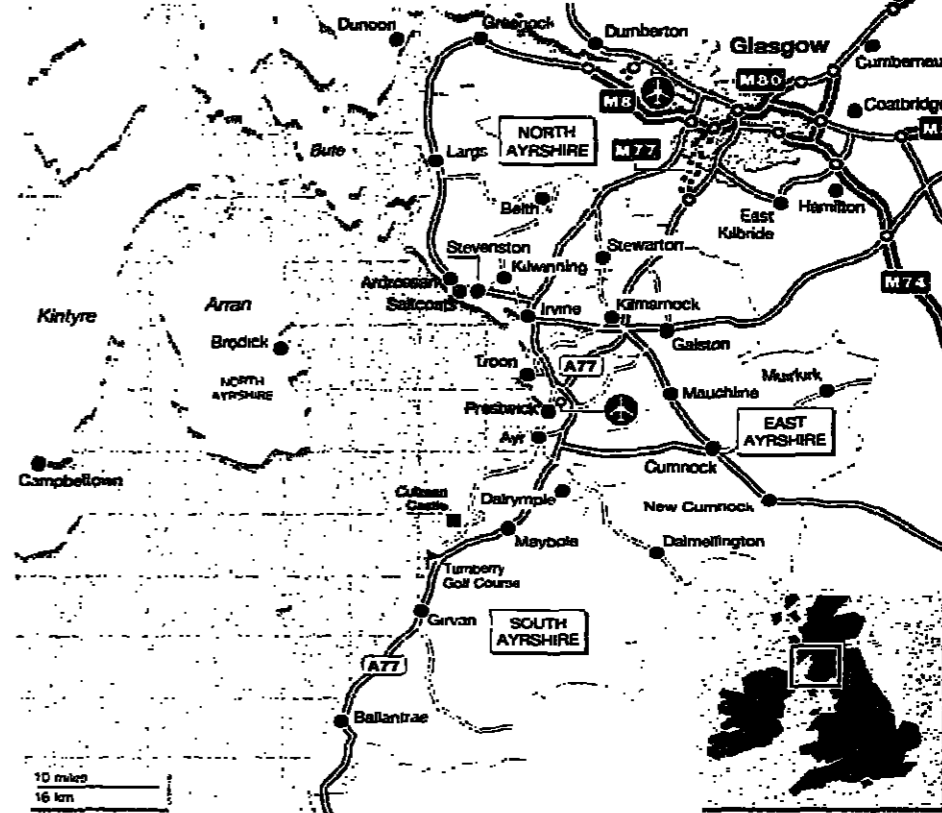 Dunoon
Greenock
Dumberton
Glasgow
Cumbernau
M80
M8
Coatbridge
NORTH
AYRSHIRE
M77
Bute
Largs
Beith
East
Kilbride
Hamilton
Stevenston
Stewarton
Kilwinning
Ardrossan
Saltcoats
M74
Kintyre
Arran
Irvine
Kilmarnock
Brodick
Galston
Troon
A77
NORTH
AYRSHIRE
Muirkirk
Mauchline
Prestwick
EAST
AYRSHIRE
Ayr
Cumnock
Campbeltown
Culzean
Castle
Dalrymple
New Cumnock
Maybole
Dalmellington
Turnberry
Golf Course
Girvan
SOUTH
AYRSHIRE
A77
Ballantrae
10 miles
16 km